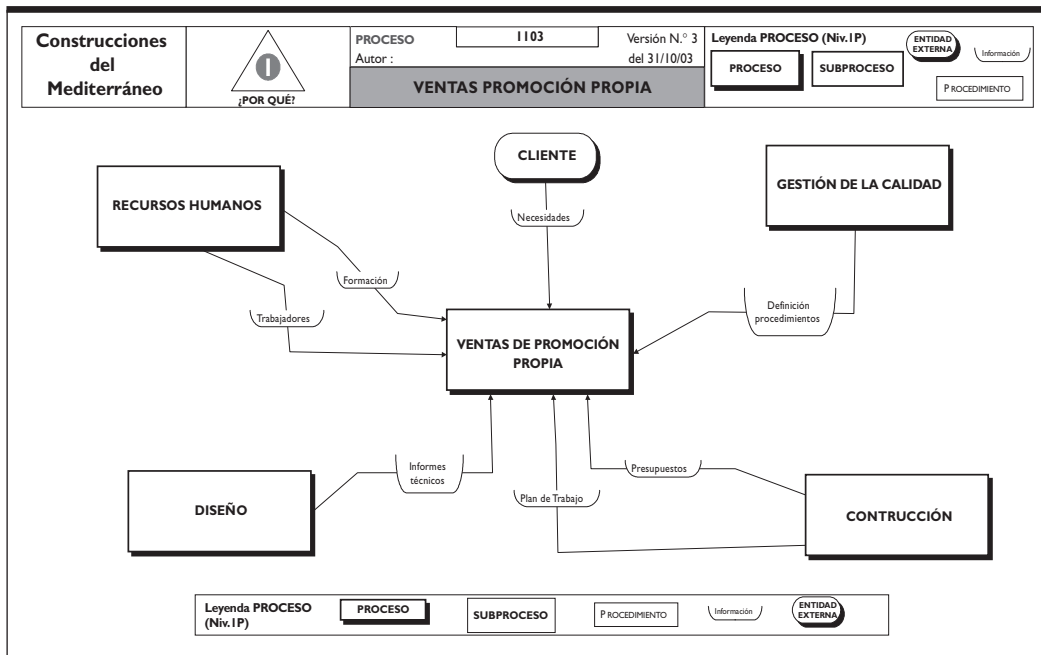 Construcciones
del
Mediterráneo
I
¿POR QUÉ?
PROCESO
1103
Versión N.° 3
Autor :
del 31/10/03
VENTAS PROMOCIÓN PROPIA
Leyenda PROCESO (Niv.1P)
PROCESO
SUBPROCESO
ENTIDAD
EXTERNA
Información
PROCEDIMIENTO
CLIENTE
RECURSOS HUMANOS
GESTIÓN DE LA CALIDAD
Necesidades
Formación
Trabajadores
Definición
procedimientos
VENTAS DE PROMOCIÓN
PROPIA
Informes
técnicos
Presupuestos
Plan de Trabajo
DISEÑO
CONTRUCCIÓN
Leyenda PROCESO
(Niv.1P)
PROCESO
SUBPROCESO
PROCEDIMIENTO
Información
ENTIDAD
EXTERNA